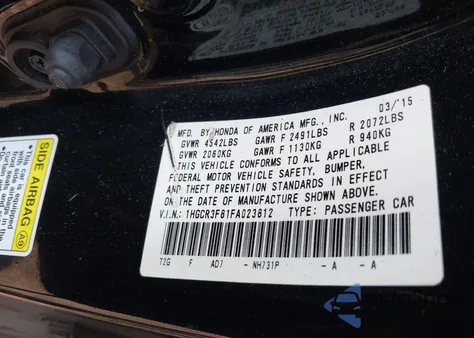 MFD. BY HONDA OF AMERICA MFG., INC. 03/15
GVWR 4542LBS GAWR F 2491LBS R 2072LBS
GVWR 2060KG GAWR F 1130KG R 940KG
THIS VEHICLE CONFORMS TO ALL APPLICABLE
FEDERAL MOTOR VEHICLE SAFETY, BUMPER,
AND THEFT PREVENTION STANDARDS IN EFFECT
ON THE DATE OF MANUFACTURE SHOWN ABOVE.
V.I.N.: 1HGCR3F81FA023812 TYPE: PASSENGER CAR
T2G F AD7 - NH731P - A - A
SIDE AIRBAG A9